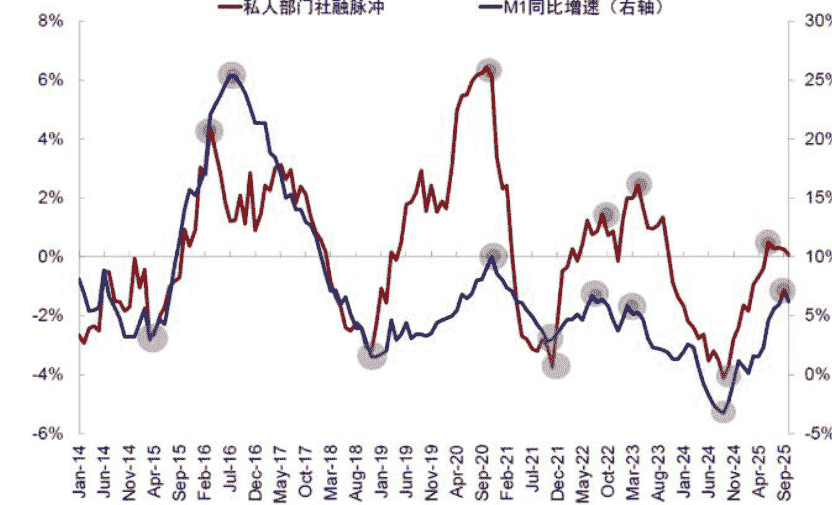 私人部门社融脉冲
M1同比增速（右轴）
8%
6%
4%
2%
0%
-2%
-4%
-6%
30%
25%
20%
15%
10%
5%
0%
-5%
Jan-14
Jun-14
Nov-14
Apr-15
Sep-15
Feb-16
Jul-16
Dec-16
May-17
Oct-17
Mar-18
Aug-18
Jan-19
Jun-19
Nov-19
Apr-20
Sep-20
Feb-21
Jul-21
Dec-21
May-22
Oct-22
Mar-23
Aug-23
Jan-24
Jun-24
Nov-24
Apr-25
Sep-25